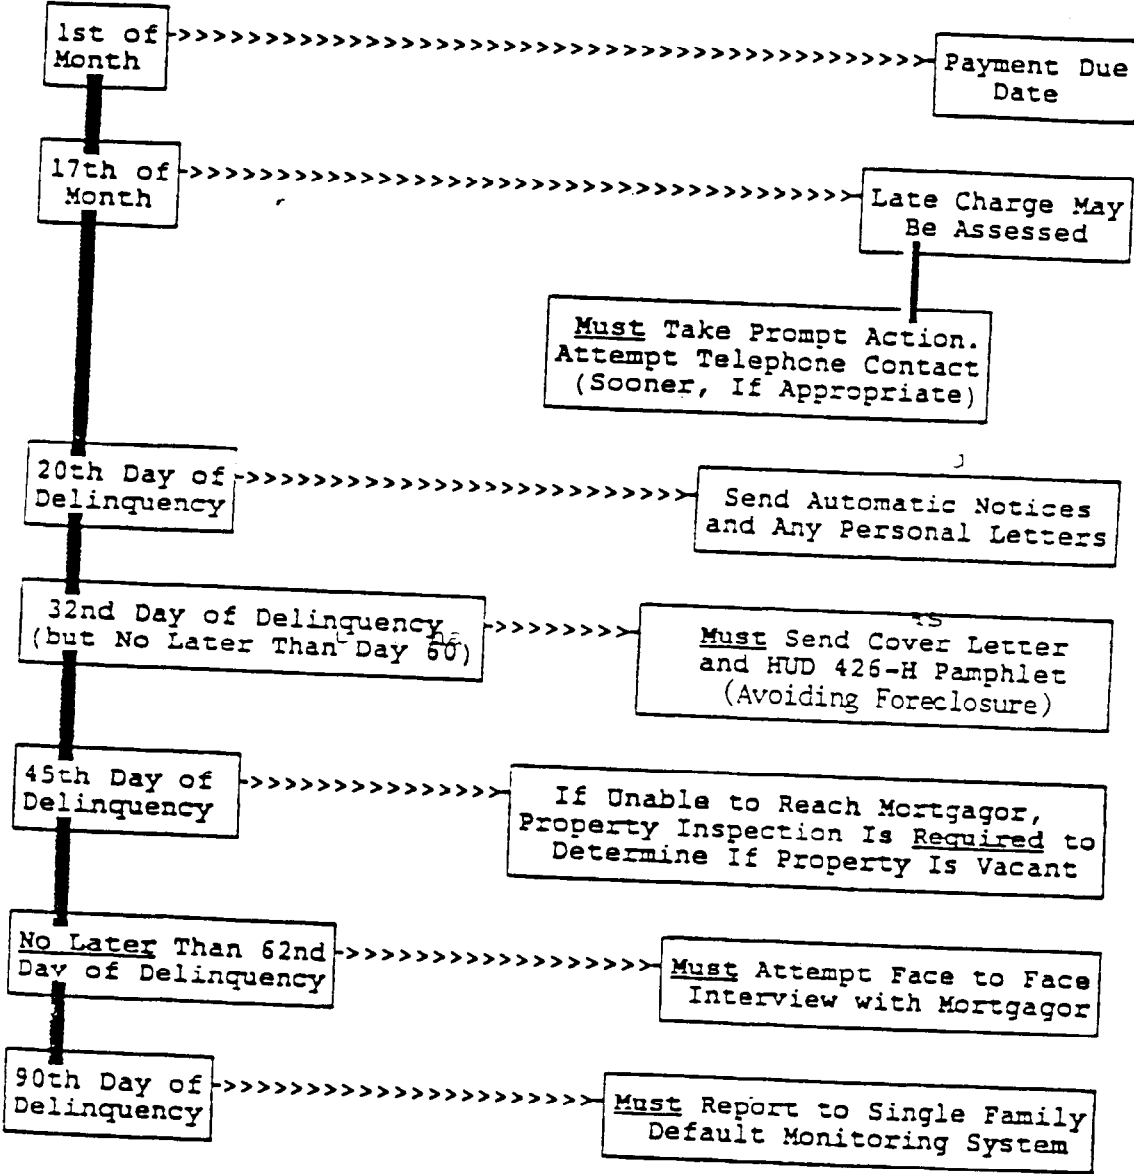 1st of
Month
Payment Due
Date
17th of
Month
Late Charge May
Be Assessed
Must Take Prompt Action.
Attempt Telephone Contact
(Sooner, If Appropriate)
20th Day of
Delinquency
Send Automatic Notices
and Any Personal Letters
32nd Day of Delinquency
(but No Later Than Day 60)
Must Send Cover Letter
and HUD 426-H Pamphlet
(Avoiding Foreclosure)
45th Day of
Delinquency
If Unable to Reach Mortgagor,
Property Inspection Is Required to
Determine If Property Is Vacant
No Later Than 62nd
Day of Delinquency
Must Attempt Face to Face
Interview with Mortgagor
90th Day of
Delinquency
Must Report to Single Family
Default Monitoring System